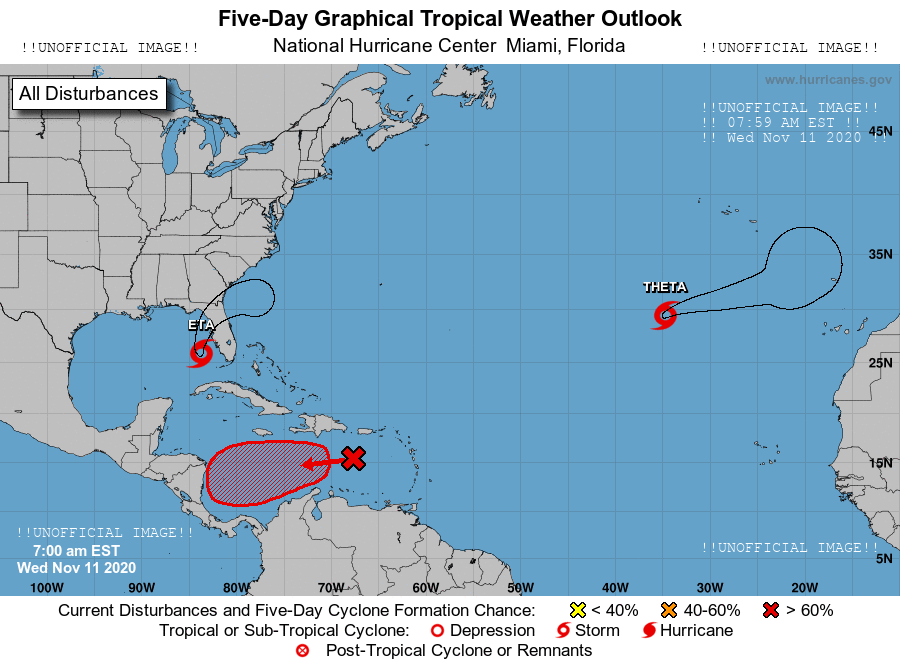 Five-Day Graphical Tropical Weather Outlook
!!UNOFFICIAL IMAGE!! National Hurricane Center Miami, Florida !!UNOFFICIAL IMAGE!!
www.hurricanes.gov
All Disturbances
!!UNOFFICIAL IMAGE!!
!! 07:59 AM EST !!
!! Wed Nov 11 2020 !!
45N
35N
THETA
ETA
25N
15N
!!UNOFFICIAL IMAGE!!
7:00 am EST
Wed Nov 11 2020
!!UNOFFICIAL IMAGE!!
5N
100W 90W 80W 70W 60W 50W 40W 30W 20W
Current Disturbances and Five-Day Cyclone Formation Chance: < 40% 40-60% > 60%
Tropical or Sub-Tropical Cyclone: Depression Storm Hurricane
Post-Tropical Cyclone or Remnants